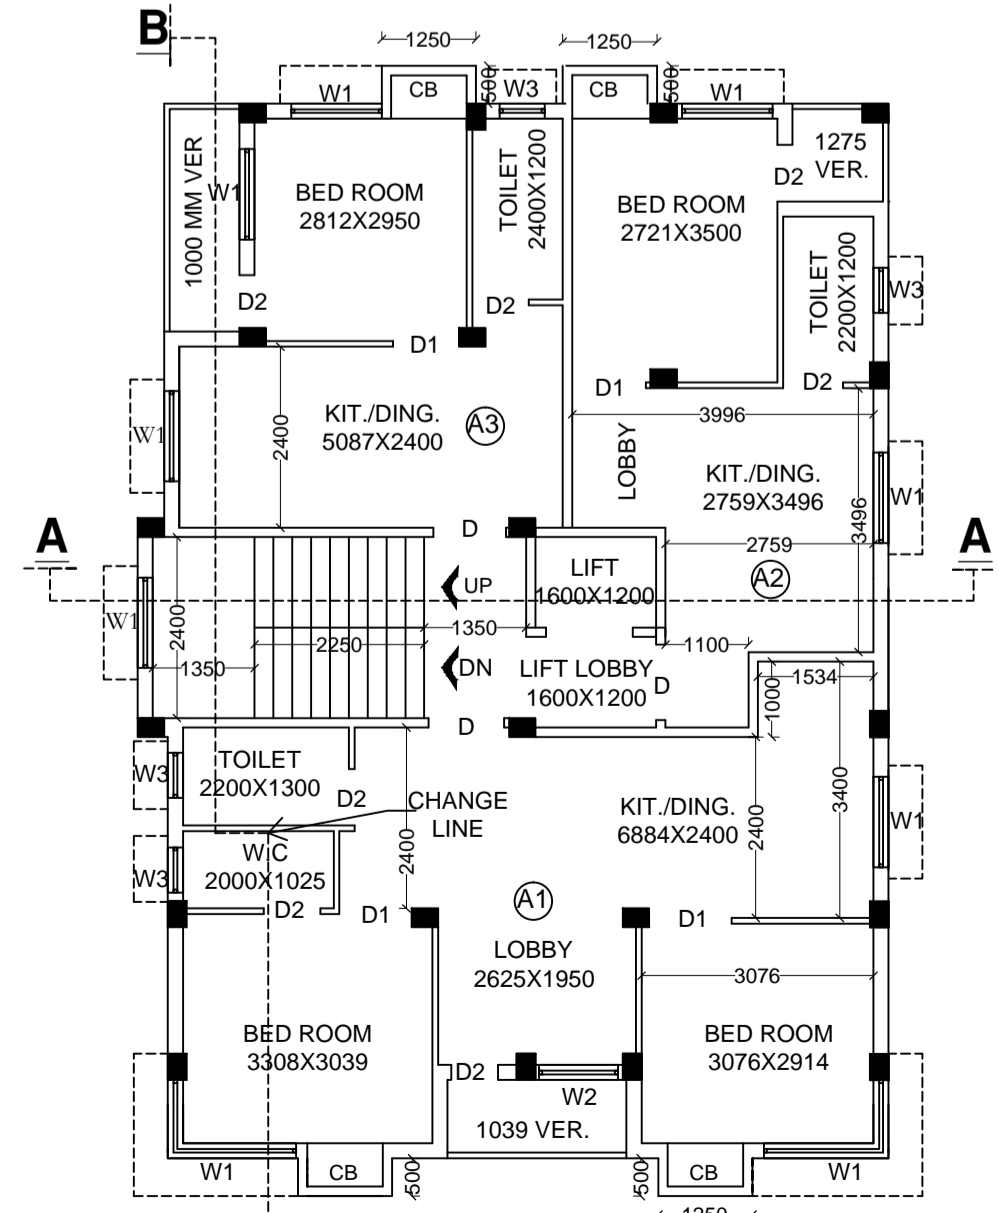 B
1250
1250
W1
CB
500
W3
CB
500
W1
1000 MM VER
W1
BED ROOM
2812X2950
TOILET
2400X1200
BED ROOM
2721X3500
D2
1275
VER.
TOILET
2200X1200
W3
D2
D2
D1
D1
D2
3996
W1
2400
KIT./DING.
5087X2400
A3
LOBBY
KIT./DING.
2759X3496
3496
W1
D
2759
A
A
W1
2400
UP
LIFT
1600X1200
A2
1350
2250
1350
1100
DN
LIFT LOBBY
1600X1200
D
1534
1000
D
W3
TOILET
2200X1300
D2
CHANGE
LINE
2400
KIT./DING.
6884X2400
2400
3400
W1
W3
W.C
2000X1025
D2
D1
A1
D1
LOBBY
2625X1950
3076
BED ROOM
3308X3039
BED ROOM
3076X2914
D2
W2
1039 VER.
W1
CB
500
500
CB
W1
1250